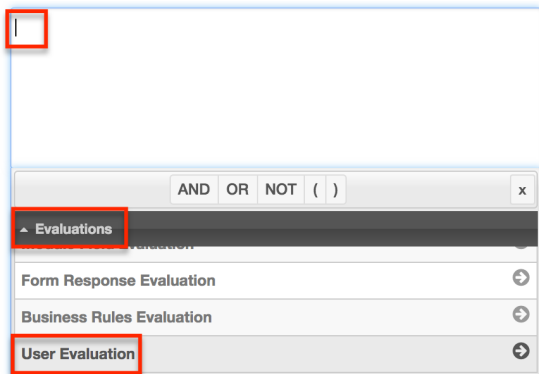 AND OR NOT ( ) x
Evaluations
Form Response Evaluation
Business Rules Evaluation
User Evaluation